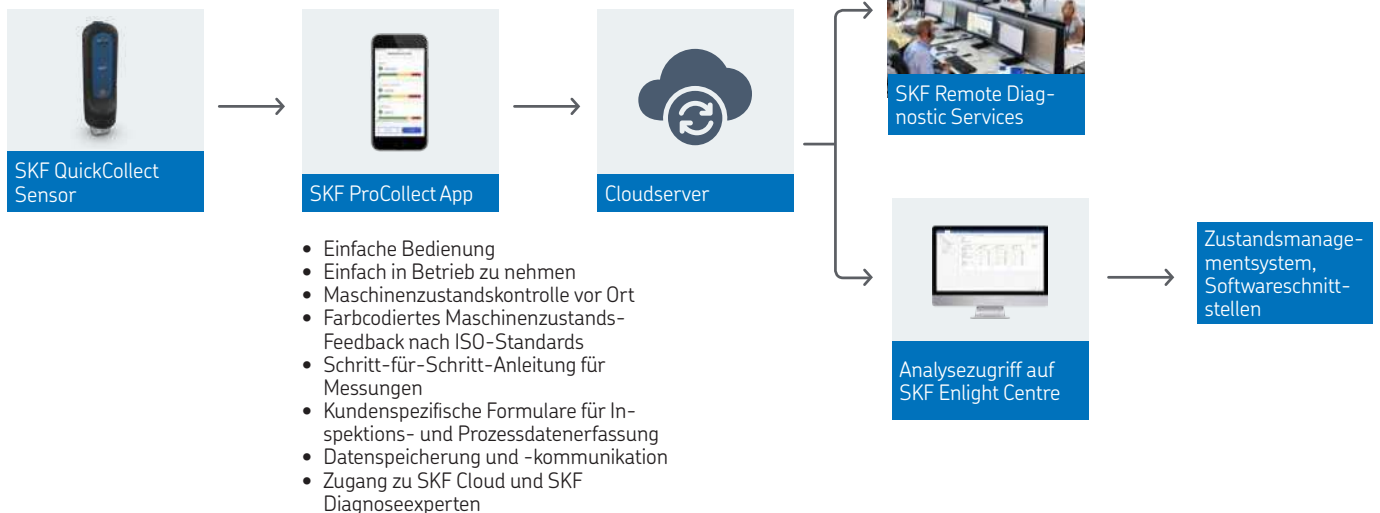 SKF QuickCollect
Sensor
SKF ProCollect App
Cloudserver
SKF Remote Diag-
nostic Services
• Einfache Bedienung
• Einfach in Betrieb zu nehmen
• Maschinenzustandskontrolle vor Ort
• Farbcodiertes Maschinenzustands-
Feedback nach ISO-Standards
• Schritt-für-Schritt-Anleitung für
Messungen
• Kundenspezifische Formulare für In-
spektions- und Prozessdatenerfassung
• Datenspeicherung und -kommunikation
• Zugang zu SKF Cloud und SKF
Diagnoseexperten
Analysezugriff auf
SKF Enlight Centre
Zustandsmanage-
mentsystem,
Softwareschnitt-
stellen